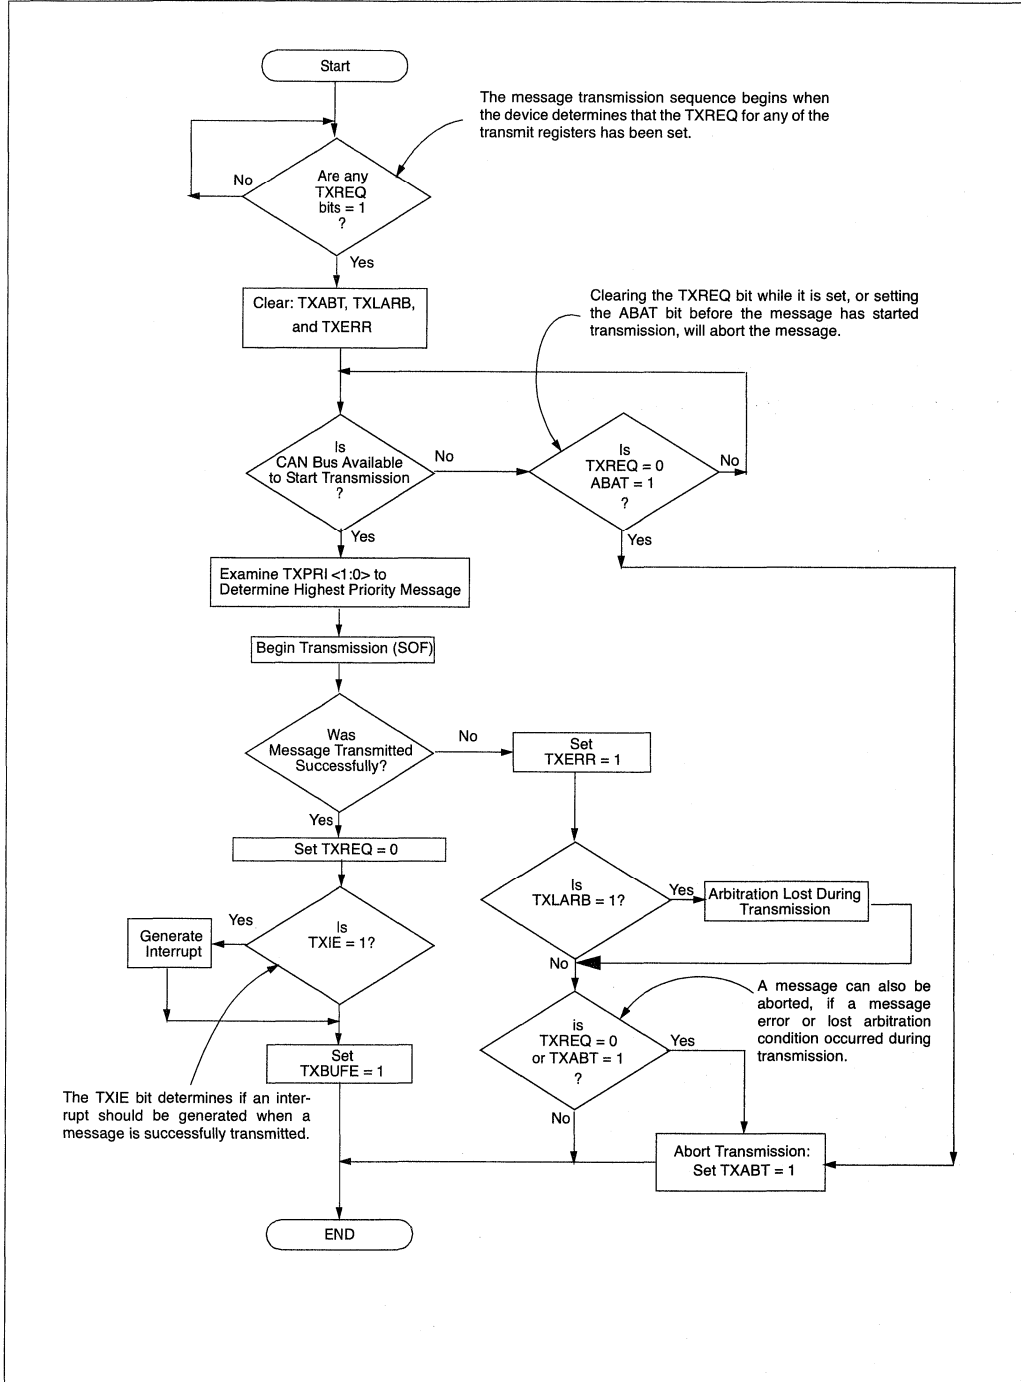 Start
The message transmission sequence begins when
the device determines that the TXREQ for any of the
transmit registers has been set.
No
Are any
TXREQ
bits = 1
?
Yes
Clear: TXABT, TXLARB,
and TXERR
Clearing the TXREQ bit while it is set, or setting
the ABAT bit before the message has started
transmission, will abort the message.
Is
CAN Bus Available
to Start Transmission
?
No
Is
TXREQ = 0
ABAT = 1
?
No
Yes
Yes
Examine TXPRI <1:0> to
Determine Highest Priority Message
Begin Transmission (SOF)
Was
Message Transmitted
Successfully?
No
Set
TXERR = 1
Yes
Set TXREQ = 0
Is
TXLARB = 1?
Yes
Arbitration Lost During
Transmission
Is
TXIE = 1?
Yes
Generate
Interrupt
No
A message can also be
aborted, if a message
error or lost arbitration
condition occurred during
transmission.
is
TXREQ = 0
or TXABT = 1
?
Yes
Set
TXBUFE = 1
The TXIE bit determines if an inter-
rupt should be generated when a
message is successfully transmitted.
No
Abort Transmission:
Set TXABT = 1
END